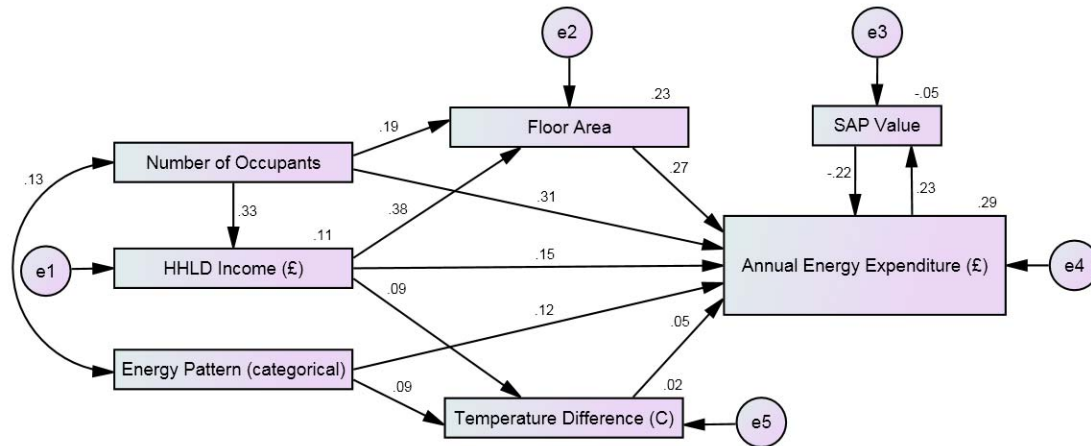 e2
e3
.23
-.05
Floor Area
SAP Value
.19
Number of Occupants
.13
.27
-.22
.23
.31
.29
.33
.38
.11
e1
HHLD Income (£)
.15
Annual Energy Expenditure (£)
e4
.09
.12
.05
Energy Pattern (categorical)
.09
.02
Temperature Difference (C)
e5